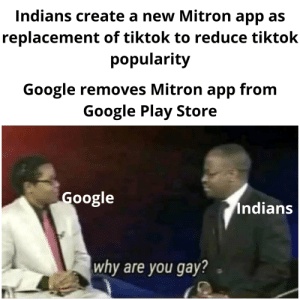 Indians create a new Mitron app as
replacement of tiktok to reduce tiktok
popularity
Google removes Mitron app from
Google Play Store
Google
Indians
why are you gay?